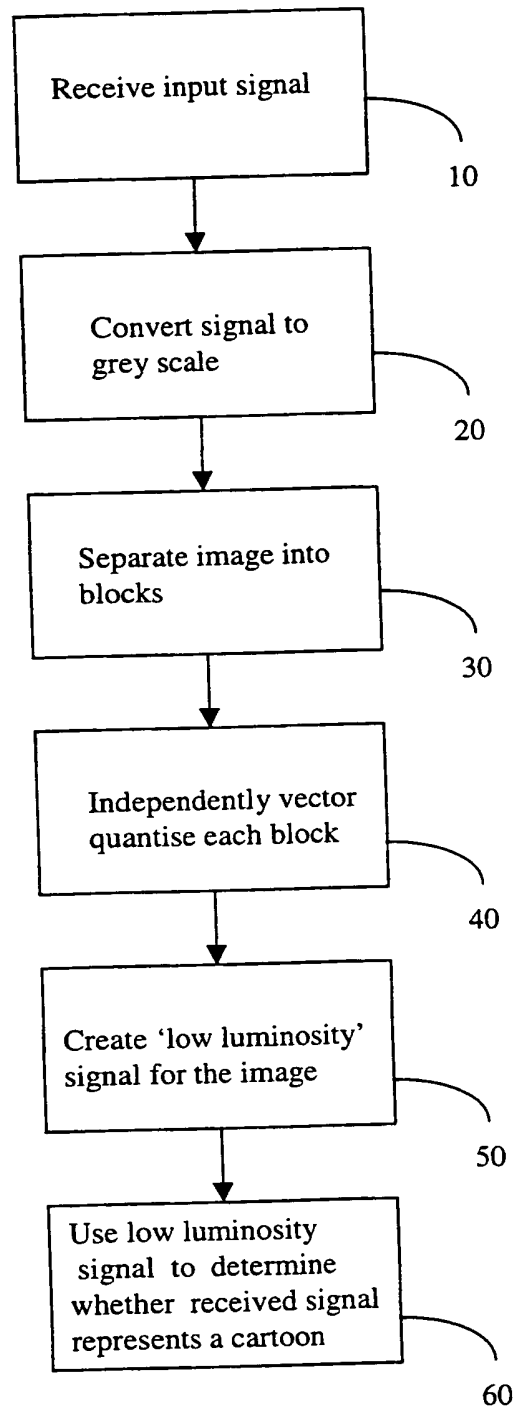 Receive input signal
10
Convert signal to
grey scale
20
Separate image into
blocks
30
Independently vector
quantise each block
40
Create ‘low luminosity’
signal for the image
50
Use low luminosity
signal to determine
whether received signal
represents a cartoon
60